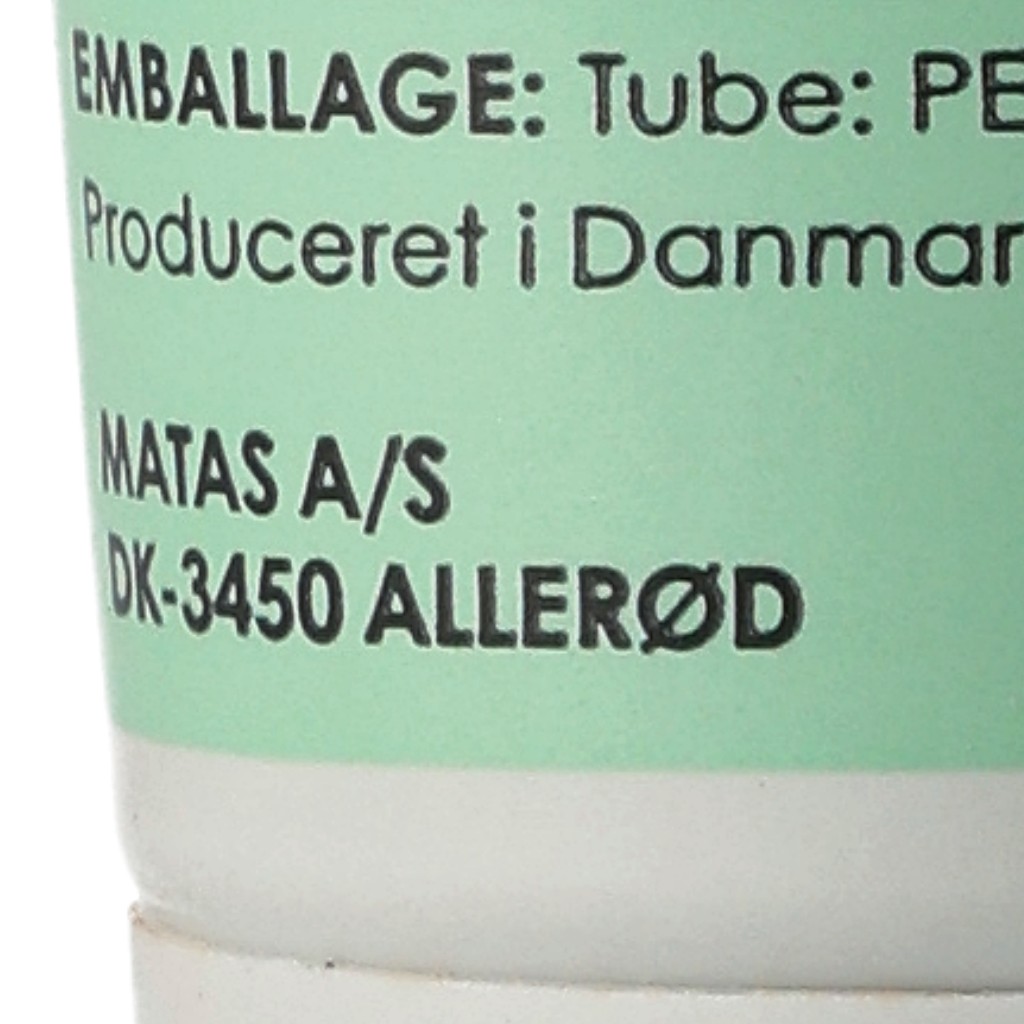 EMBALLAGE: Tube: PE
Produceret i Danmar
MATAS A/S
DK-3450 ALLERØD